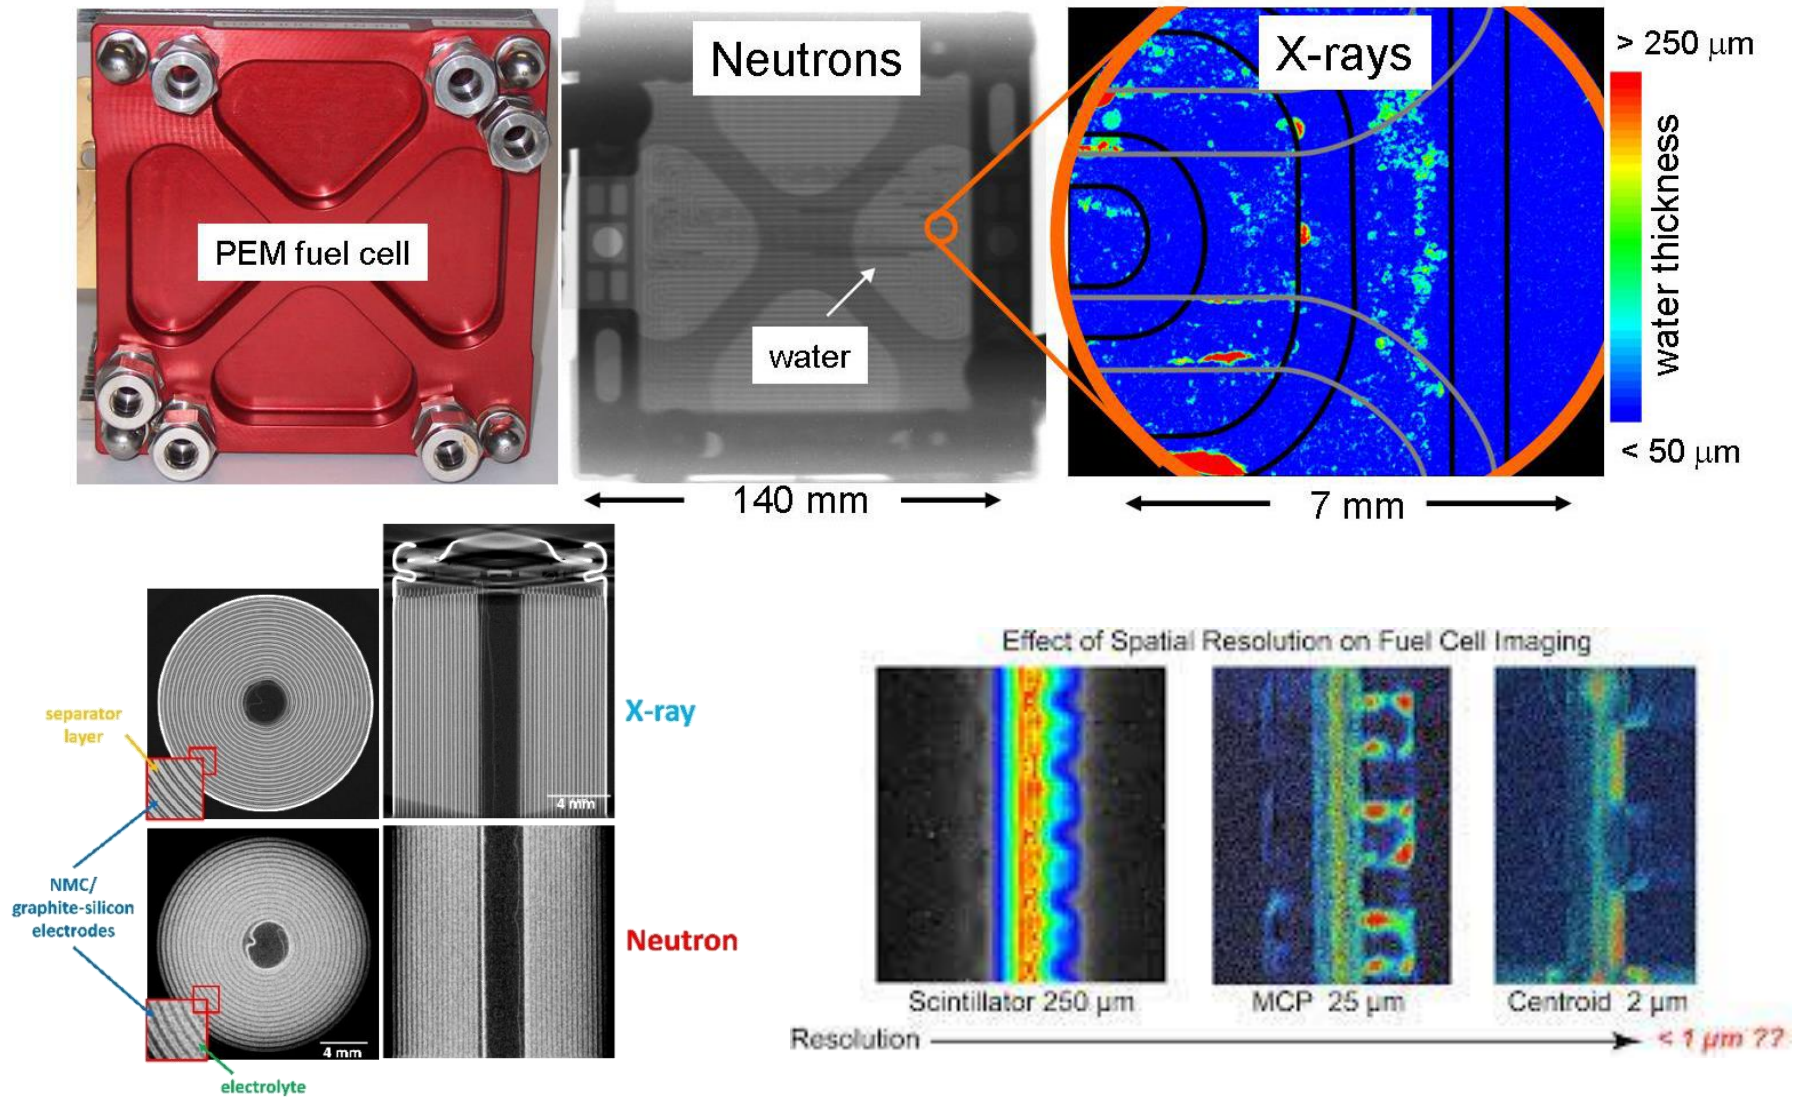 PEM fuel cell
Neutrons
water
140 mm
X-rays
7 mm
> 250 μm
water thickness
< 50 μm
separator
layer
NMC/
graphite-silicon
electrodes
electrolyte
4 mm
4 mm
X-ray
Neutron
Effect of Spatial Resolution on Fuel Cell Imaging
Scintillator 250 μm
MCP 25 μm
Centroid 2 μm
Resolution
< 1 μm ??